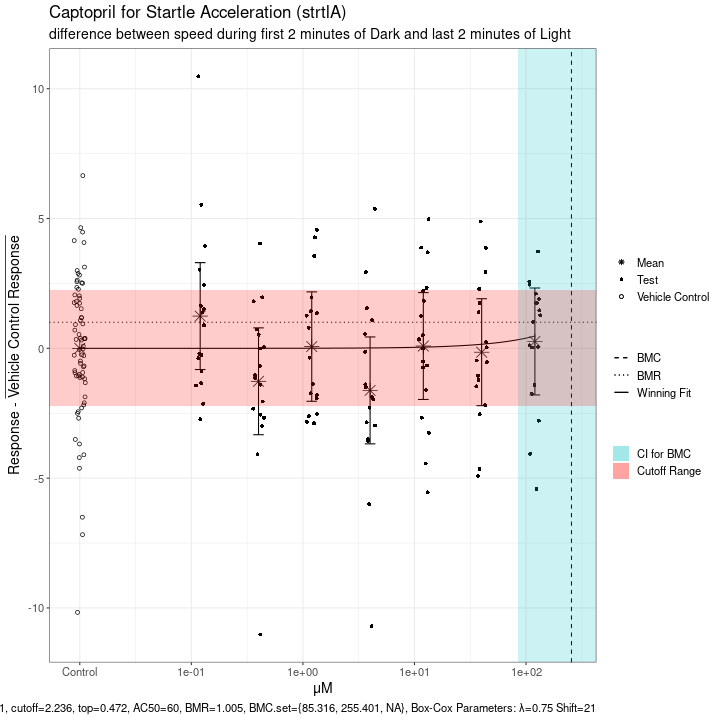 Captopril for Startle Acceleration (strtlA)
difference between speed during first 2 minutes of Dark and last 2 minutes of Light
Response - Vehicle Control Response
10
5
0
-5
-10
Control
1e-01
1e+00
1e+01
1e+02
μM
Mean
Test
Vehicle Control
BMC
BMR
Winning Fit
CI for BMC
Cutoff Range
1, cutoff=2.236, top=0.472, AC50=60, BMR=1.005, BMC.set={85.316, 255.401, NA}, Box-Cox Parameters: λ=0.75 Shift=21